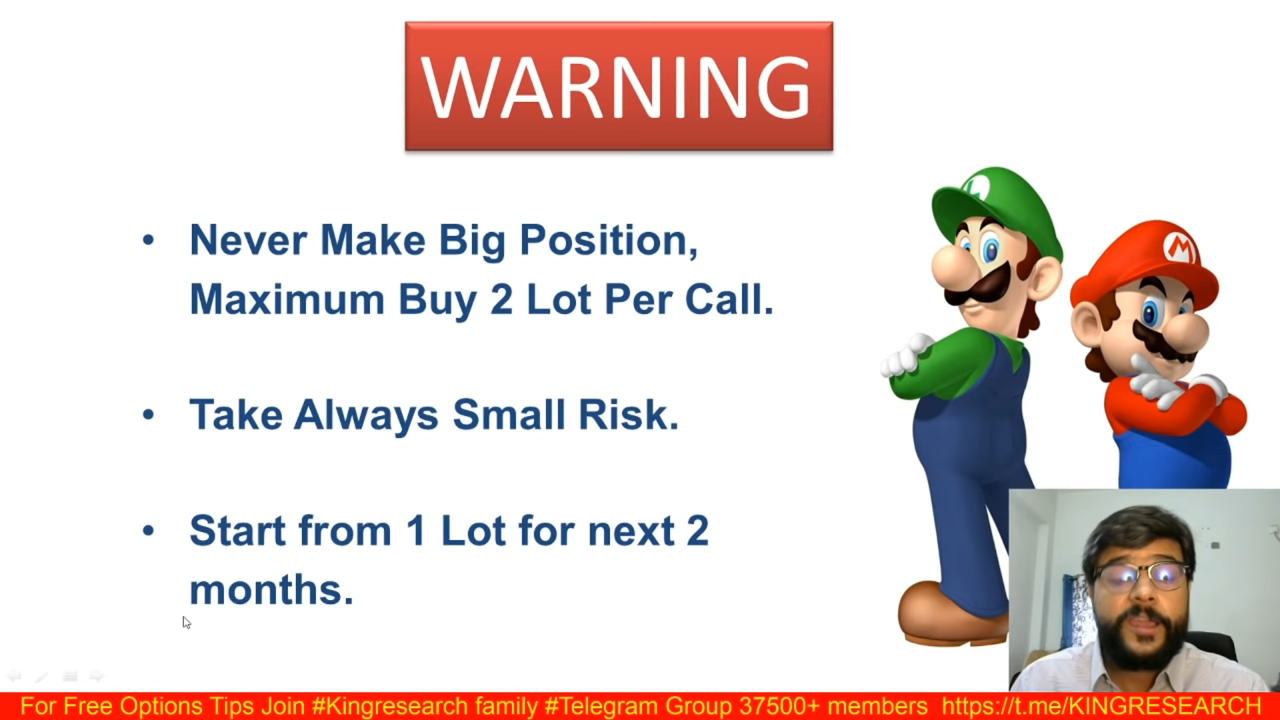 WARNING
• Never Make Big Position,
Maximum Buy 2 Lot Per Call.
• Take Always Small Risk.
• Start from 1 Lot for next 2
months.
For Free Options Tips Join #Kingresearch family #Telegram Group 37500+ members https://t.me/KINGRESEARCH